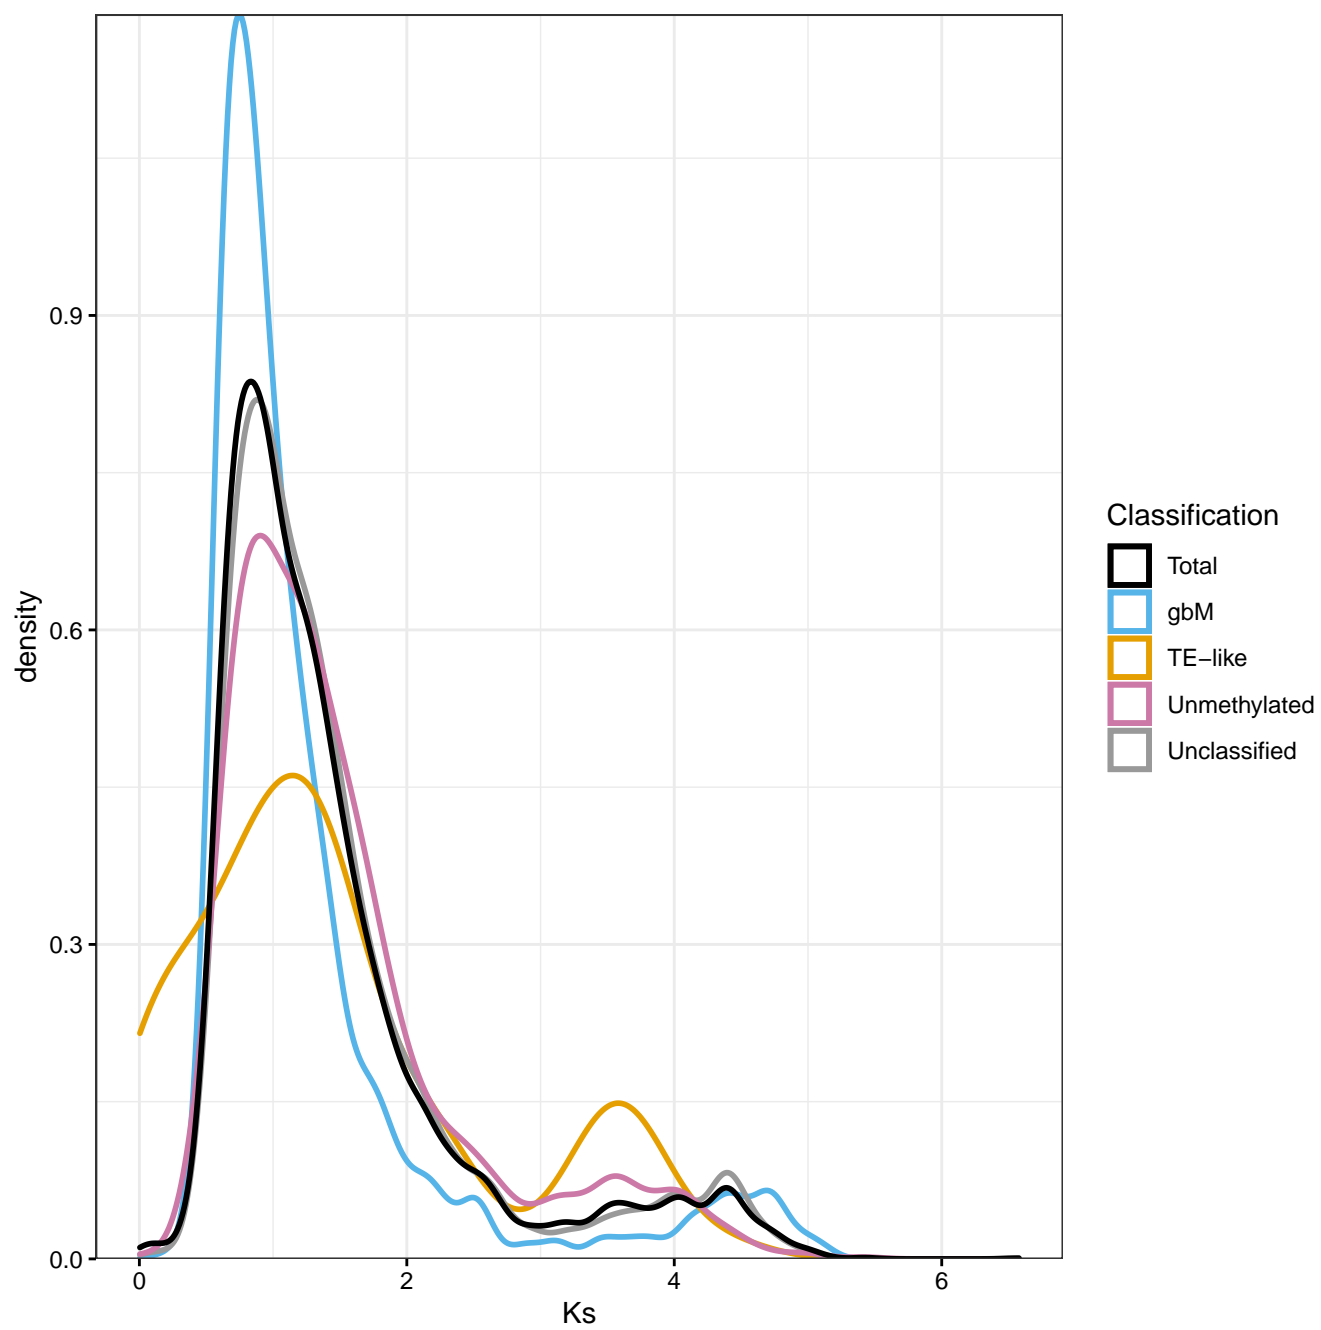 density
0.9
0.6
0.3
0.0
0
2
4
6
Ks
Classification
Total
gbM
TE−like
Unmethylated
Unclassified